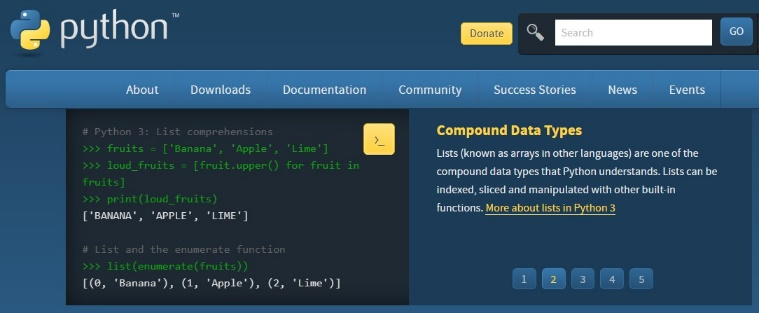 python™
Donate
Search
GO
About Downloads Documentation Community Success Stories News Events
# Python 3: List comprehensions
>>> fruits = ['Banana', 'Apple', 'Lime']
>>> loud_fruits = [fruit.upper() for fruit in
fruits]
>>> print(loud_fruits)
['BANANA', 'APPLE', 'LIME']
# List and the enumerate function
>>> list(enumerate(fruits))
[(0, 'Banana'), (1, 'Apple'), (2, 'Lime')]
>_
Compound Data Types
Lists (known as arrays in other languages) are one of the
compound data types that Python understands. Lists can be
indexed, sliced and manipulated with other built-in
functions. More about lists in Python 3
1 2 3 4 5